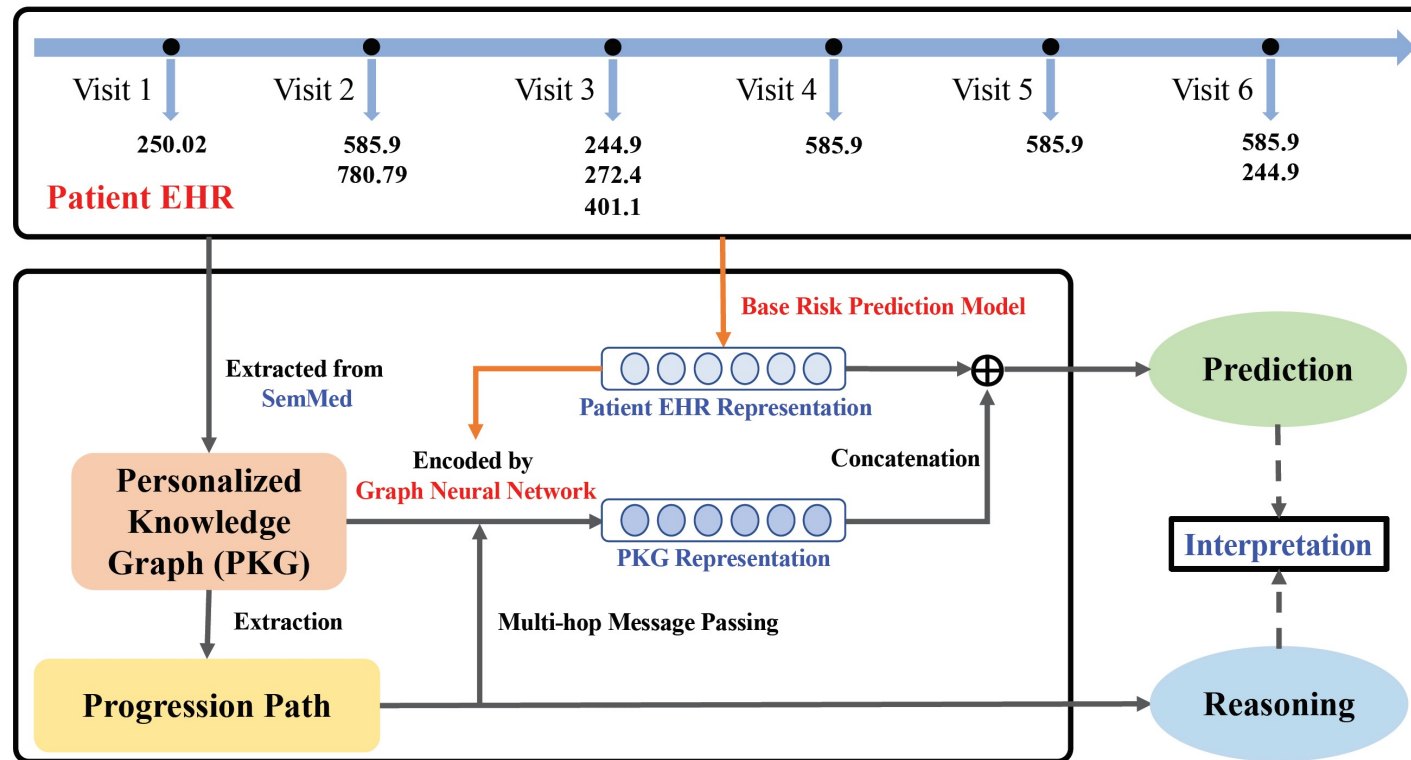 Visit 1
Visit 2
Visit 3
Visit 4
Visit 5
Visit 6
250.02
585.9
780.79
244.9
272.4
401.1
585.9
585.9
585.9
244.9
Patient EHR
Base Risk Prediction Model
Extracted from
SemMed
Patient EHR Representation
Prediction
Encoded by
Graph Neural Network
Concatenation
Personalized
Knowledge
Graph (PKG)
PKG Representation
Interpretation
Extraction
Multi-hop Message Passing
Progression Path
Reasoning